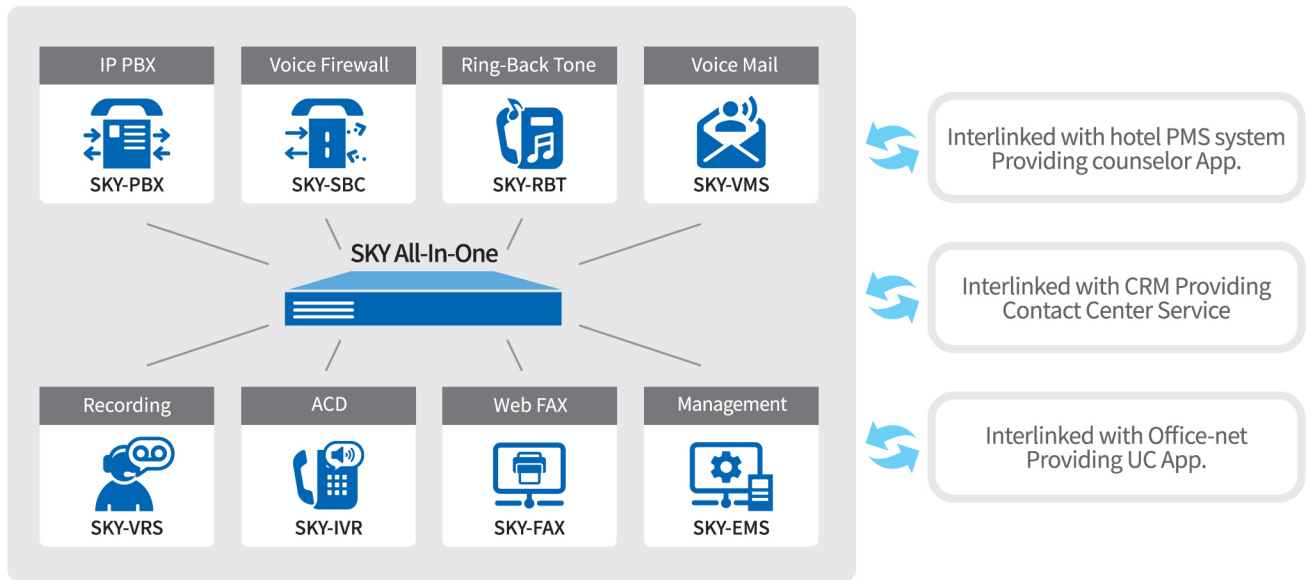 IP PBX
Voice Firewall
Ring-Back Tone
Voice Mail
SKY-PBX
SKY-SBC
SKY-RBT
SKY-VMS
SKY All-In-One
Recording
ACD
Web FAX
Management
SKY-VRS
SKY-IVR
SKY-FAX
SKY-EMS
Interlinked with hotel PMS system
Providing counselor App.
Interlinked with CRM Providing
Contact Center Service
Interlinked with Office-net
Providing UC App.